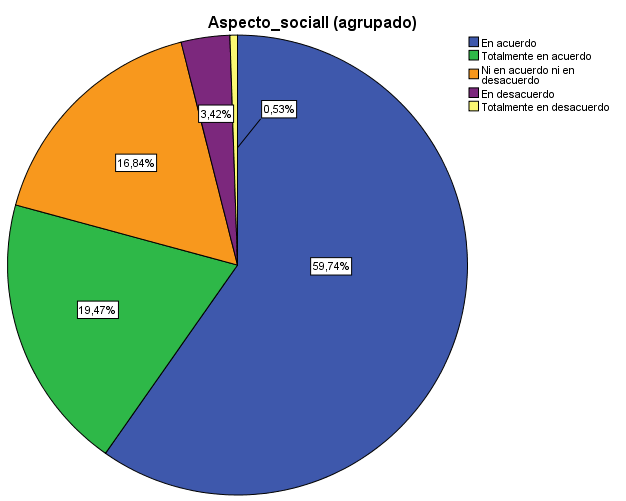 Aspecto_sociall (agrupado)
En acuerdo
Totalmente en acuerdo
Ni en acuerdo ni en
desacuerdo
En desacuerdo
Totalmente en desacuerdo
3,42%
0,53%
16,84%
59,74%
19,47%